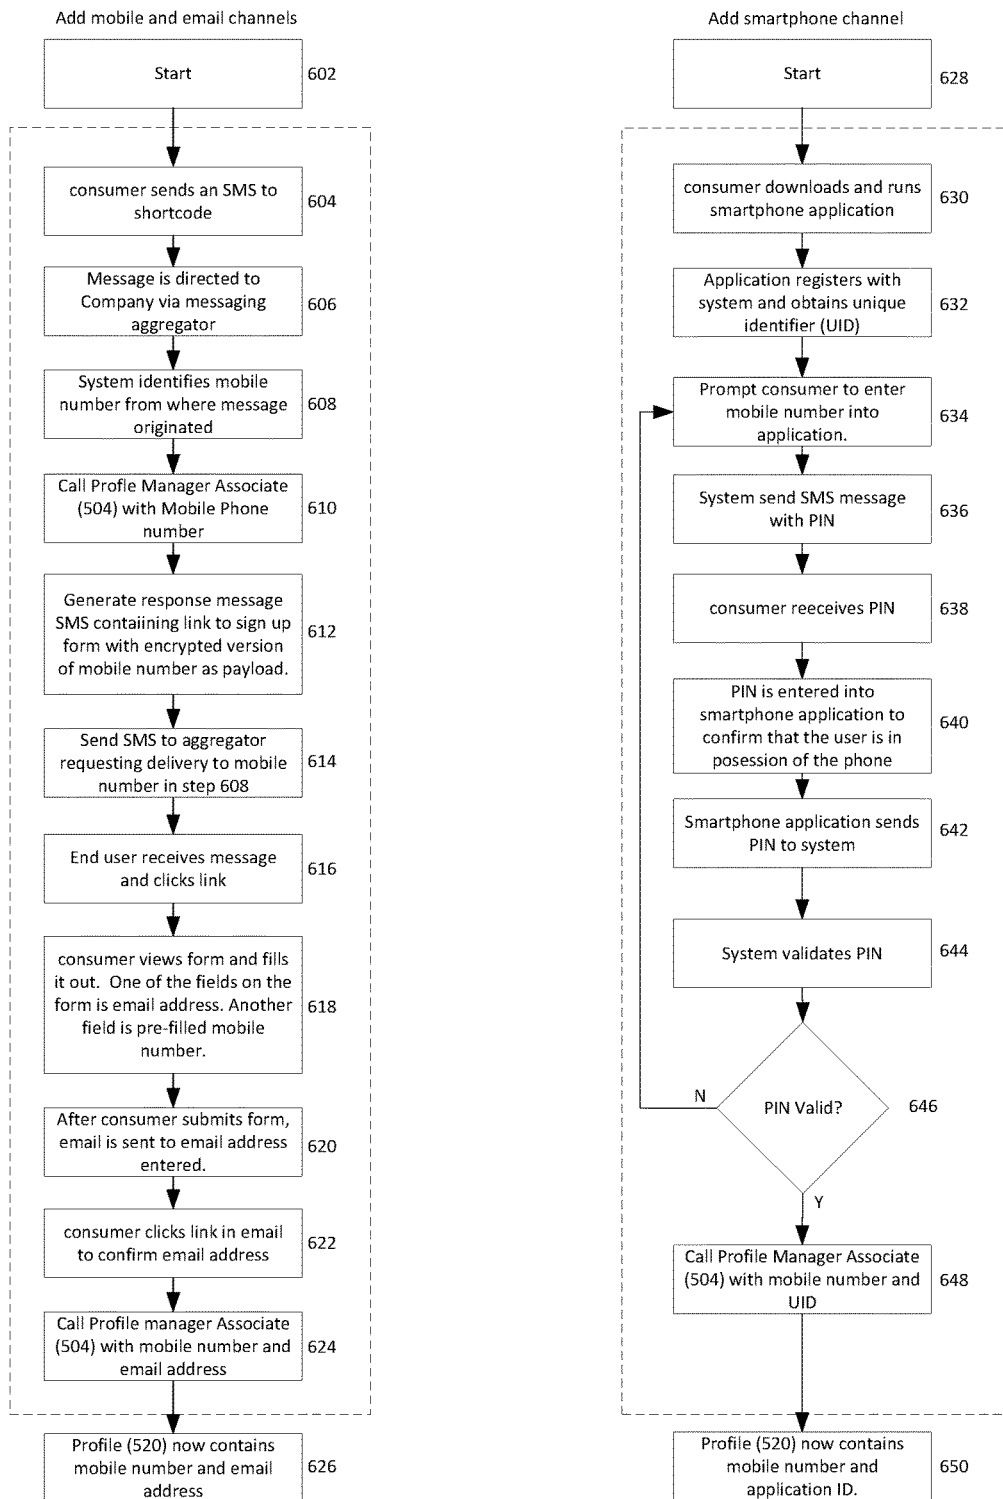 Add mobile and email channels
Start
602
consumer sends an SMS to
shortcode
604
Message is directed to
Company via messaging
aggregator
606
System identifies mobile
number from where message
originated
608
Call Profle Manager Associate
(504) with Mobile Phone
number
610
Generate response message
SMS contaiining link to sign up
form with encrypted version
of mobile number as payload.
612
Send SMS to aggregator
requesting delivery to mobile
number in step 608
614
End user receives message
and clicks link
616
consumer views form and fills
it out. One of the fields on the
form is email address. Another
field is pre-filled mobile
number.
618
After consumer submits form,
email is sent to email address
entered.
620
consumer clicks link in email
to confirm email address
622
Call Profile manager Associate
(504) with mobile number and
email address
624
Profile (520) now contains
mobile number and email
address
626
Add smartphone channel
Start
628
consumer downloads and runs
smartphone application
630
Application registers with
system and obtains unique
identifier (UID)
632
Prompt consumer to enter
mobile number into
application.
634
System send SMS message
with PIN
636
consumer reeceives PIN
638
PIN is entered into
smartphone application to
confirm that the user is in
posession of the phone
640
Smartphone application sends
PIN to system
642
System validates PIN
644
N
PIN Valid?
646
Y
Call Profile Manager Associate
(504) with mobile number and
UID
648
Profile (520) now contains
mobile number and
application ID.
650